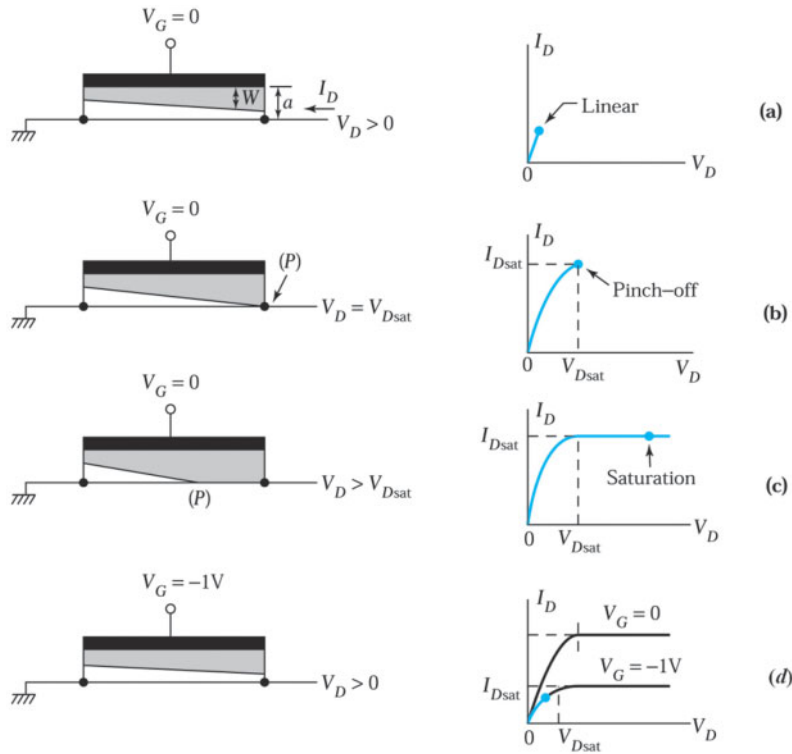 V_G = 0
W
a
I_D
V_D > 0
I_D
Linear
0
V_D
(a)
V_G = 0
(P)
V_D = V_Dsat
I_D
I_Dsat
Pinch–off
0
V_Dsat
V_D
(b)
V_G = 0
(P)
V_D > V_Dsat
I_D
I_Dsat
Saturation
0
V_Dsat
V_D
(c)
V_G = −1V
V_D > 0
I_D
V_G = 0
V_G = −1V
I_Dsat
0
V_Dsat
V_D
(d)